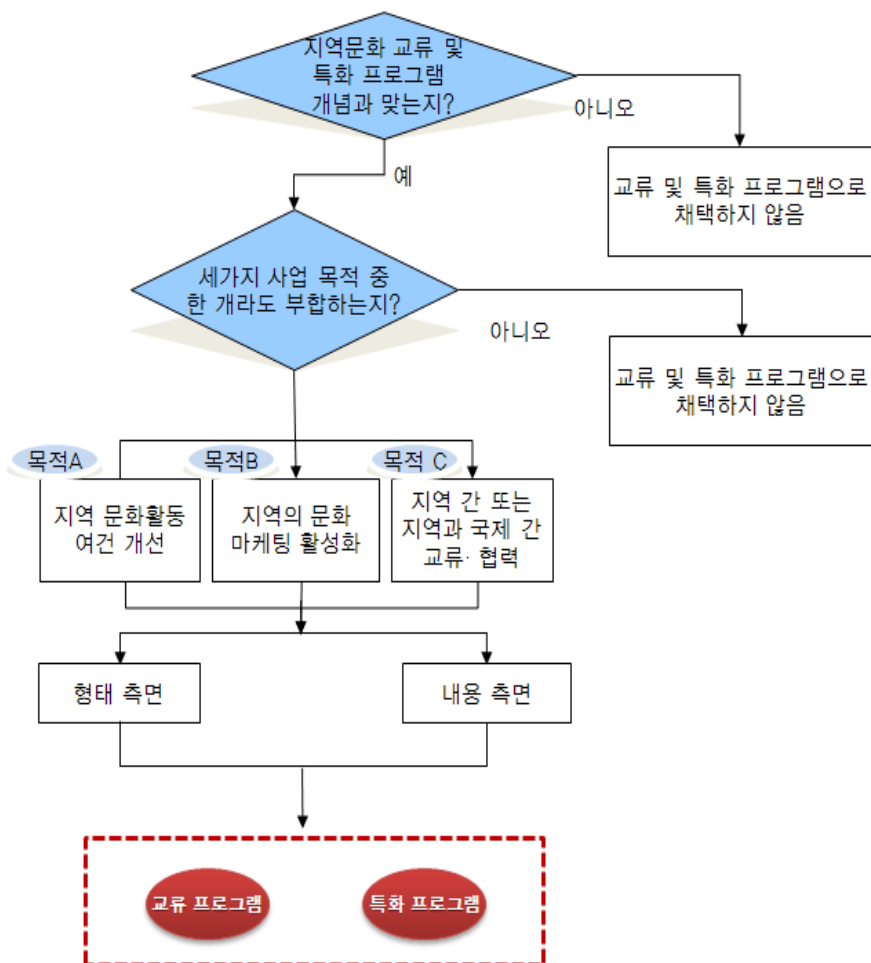 지역문화 교류 및
특화 프로그램
개념과 맞는지?
아니오
예
교류 및 특화 프로그램으로
채택하지 않음
세가지 사업 목적 중
한 개라도 부합하는지?
아니오
교류 및 특화 프로그램으로
채택하지 않음
목적A
목적B
목적 C
지역 문화활동
여건 개선
지역의 문화
마케팅 활성화
지역 간 또는
지역과 국제 간
교류· 협력
형태 측면
내용 측면
교류 프로그램
특화 프로그램